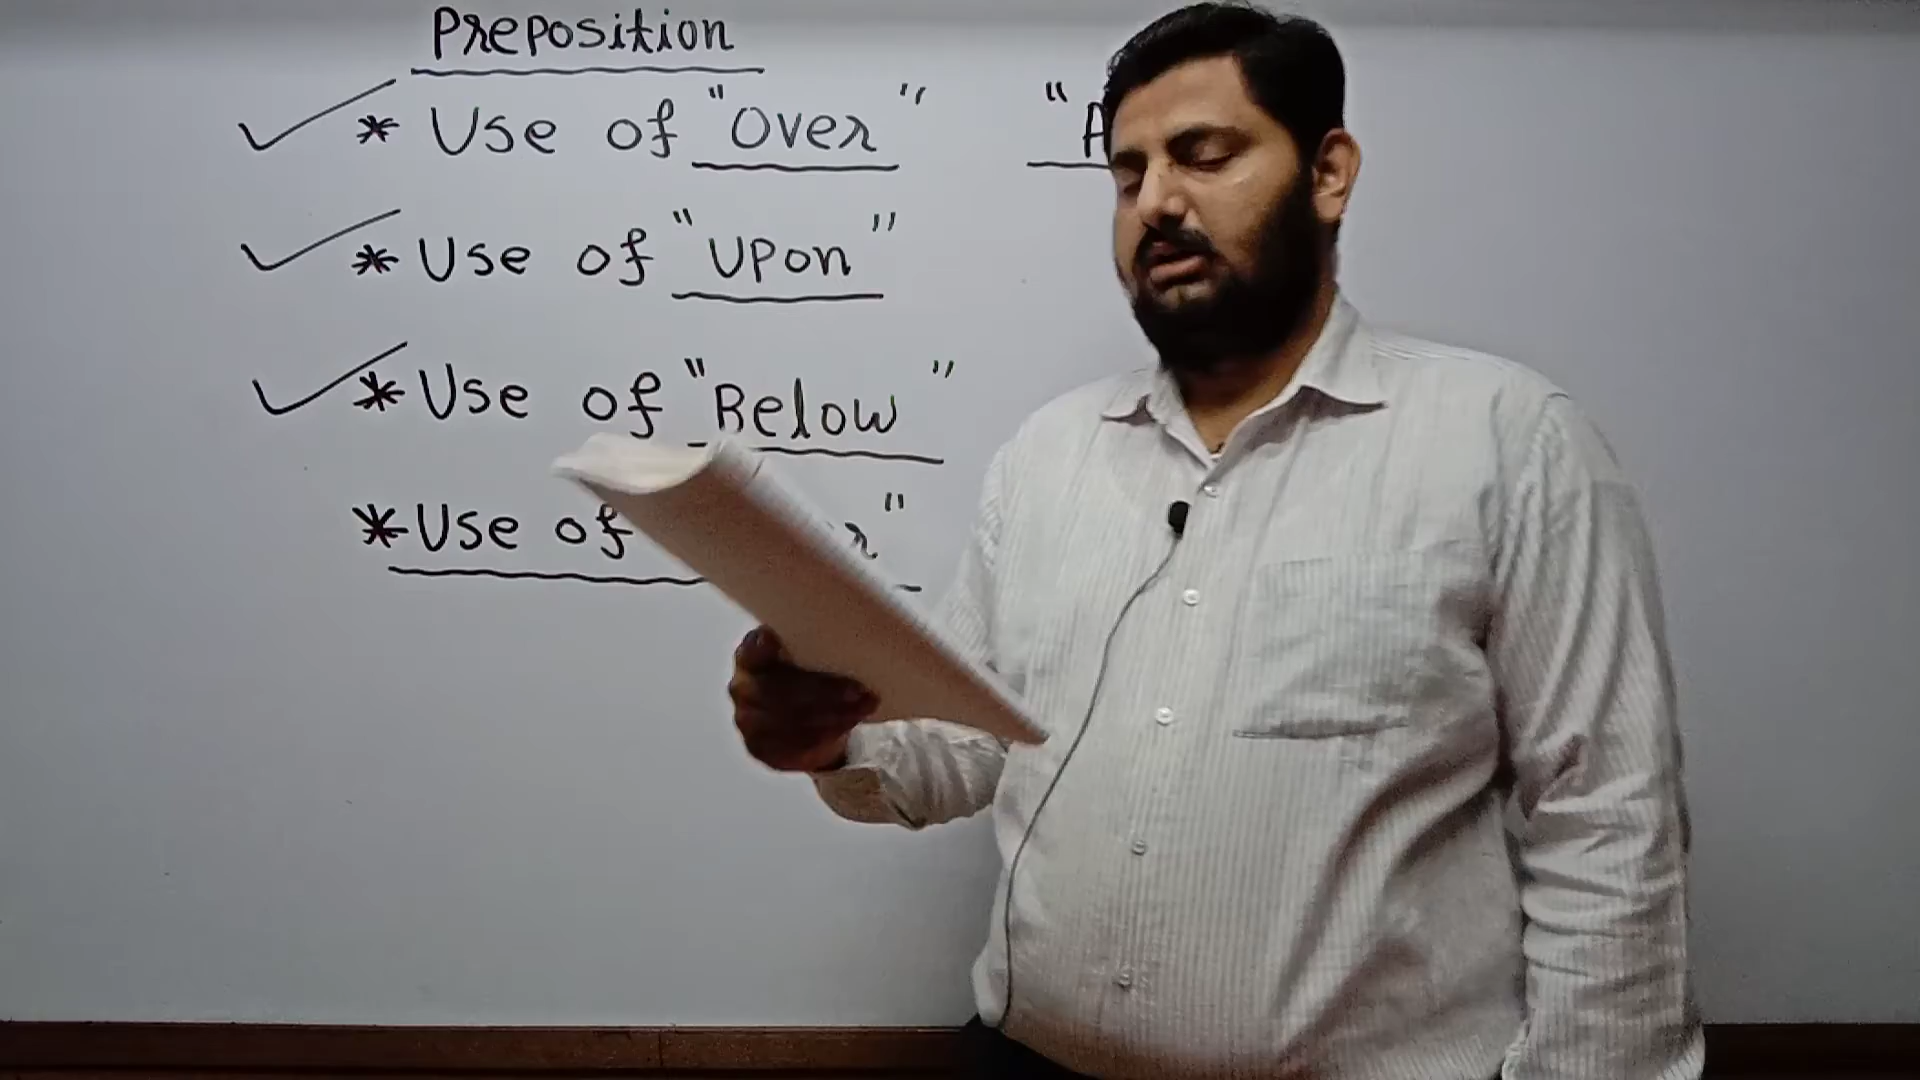 Preposition
* Use of "Over" "
* Use of "Upon"
* Use of "Below"
* Use of "